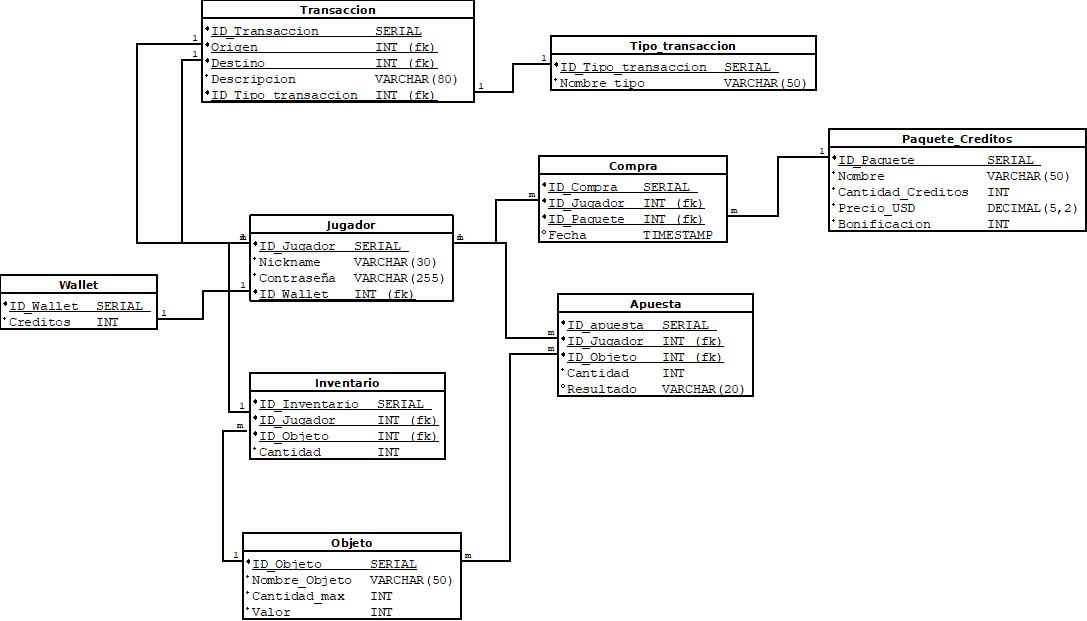 Transaccion
ID_Transaccion SERIAL
Origen INT (fk)
Destino INT (fk)
Descripcion VARCHAR(80)
ID_Tipo_transaccion INT (fk)
1
1
1
1
Tipo_transaccion
ID_Tipo_transaccion SERIAL
Nombre_tipo VARCHAR(50)
Paquete_Creditos
ID_Paquete SERIAL
Nombre VARCHAR(50)
Cantidad_Creditos INT
Precio_USD DECIMAL(5,2)
Bonificacion INT
1
Compra
ID_Compra SERIAL
ID_Jugador INT (fk)
ID_Paquete INT (fk)
Fecha TIMESTAMP
m
m
Jugador
ID_Jugador SERIAL
Nickname VARCHAR(30)
Contraseña VARCHAR(255)
ID_Wallet INT (fk)
1
Wallet
ID_Wallet SERIAL
Creditos INT
1
Apuesta
ID_apuesta SERIAL
ID_Jugador INT (fk)
ID_Objeto INT (fk)
Cantidad INT
Resultado VARCHAR(20)
m
m
Inventario
ID_Inventario SERIAL
ID_Jugador INT (fk)
ID_Objeto INT (fk)
Cantidad INT
1
m
Objeto
ID_Objeto SERIAL
Nombre_Objeto VARCHAR(50)
Cantidad_max INT
Valor INT
1
m